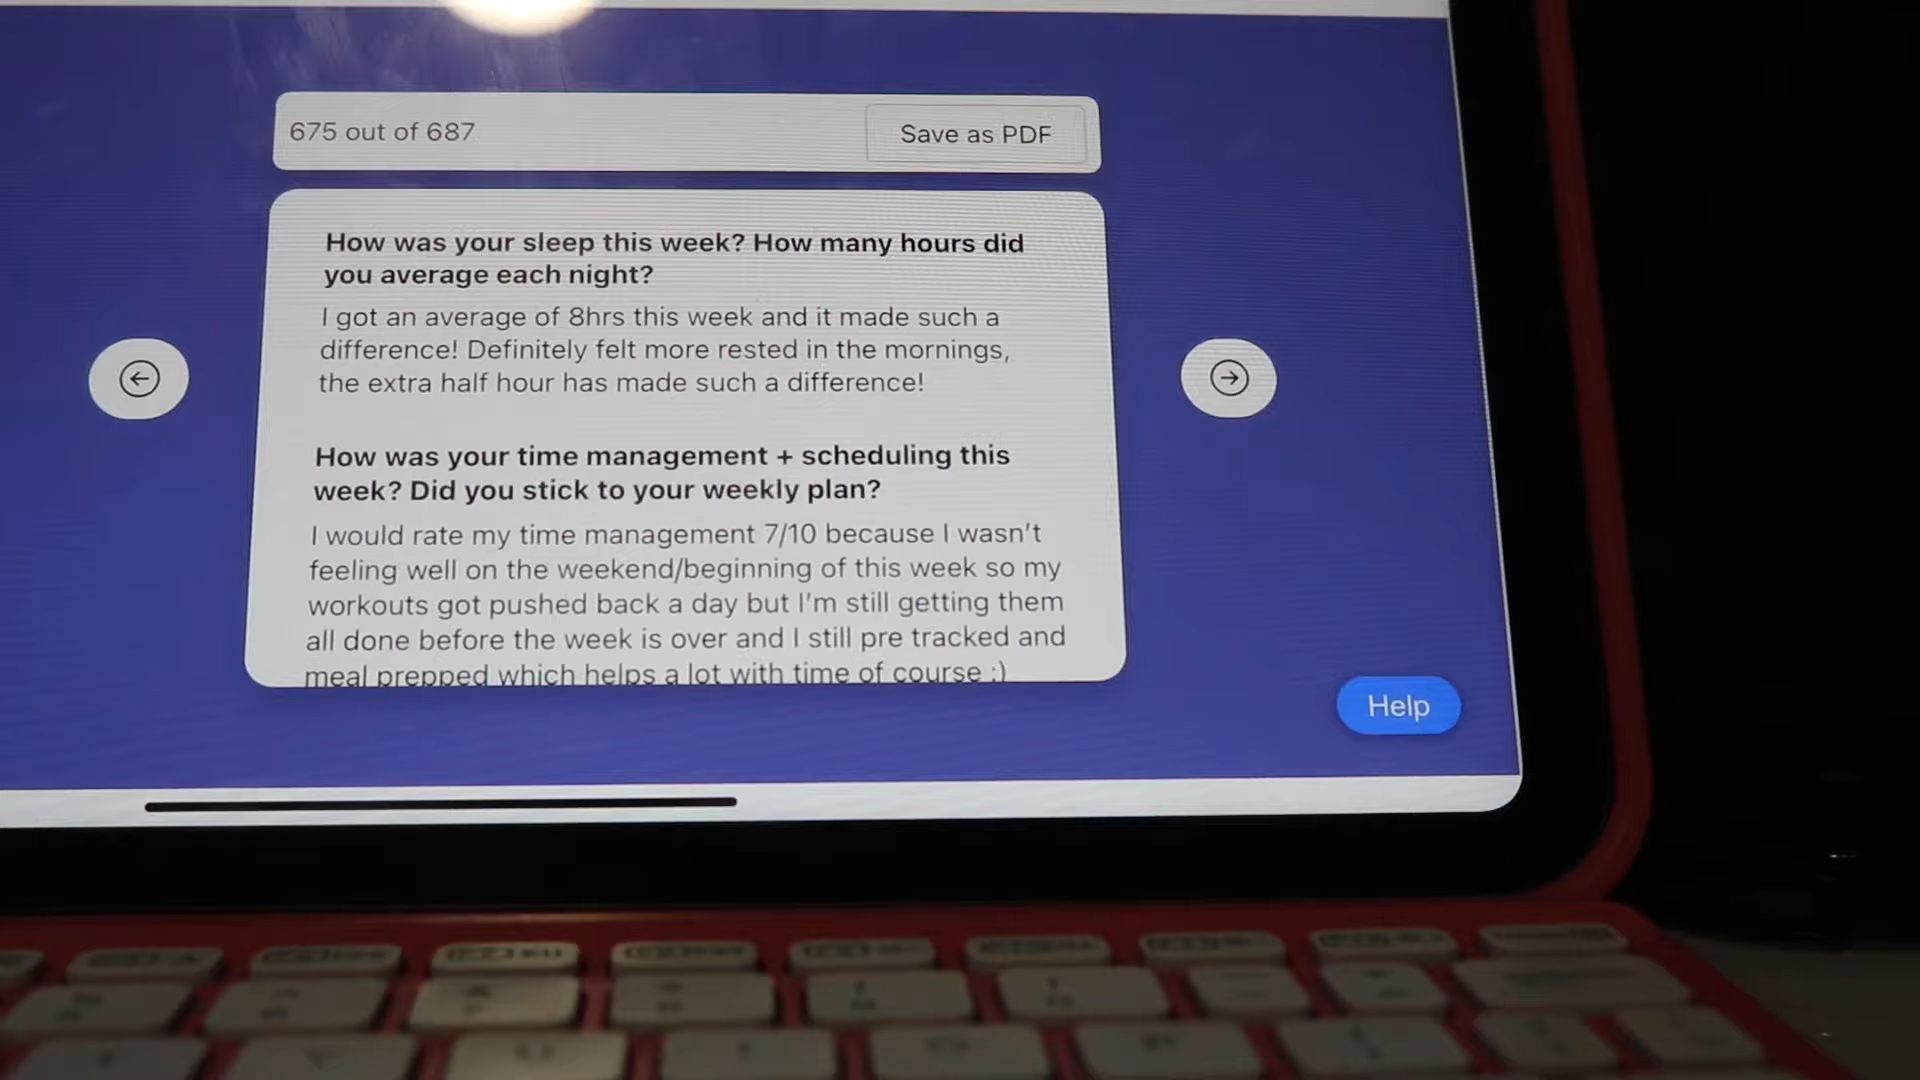 675 out of 687
Save as PDF
How was your sleep this week? How many hours did
you average each night?
I got an average of 8hrs this week and it made such a
difference! Definitely felt more rested in the mornings,
the extra half hour has made such a difference!
How was your time management + scheduling this
week? Did you stick to your weekly plan?
I would rate my time management 7/10 because I wasn't
feeling well on the weekend/beginning of this week so my
workouts got pushed back a day but I'm still getting them
all done before the week is over and I still pre tracked and
meal prepped which helps a lot with time of course :)
Help